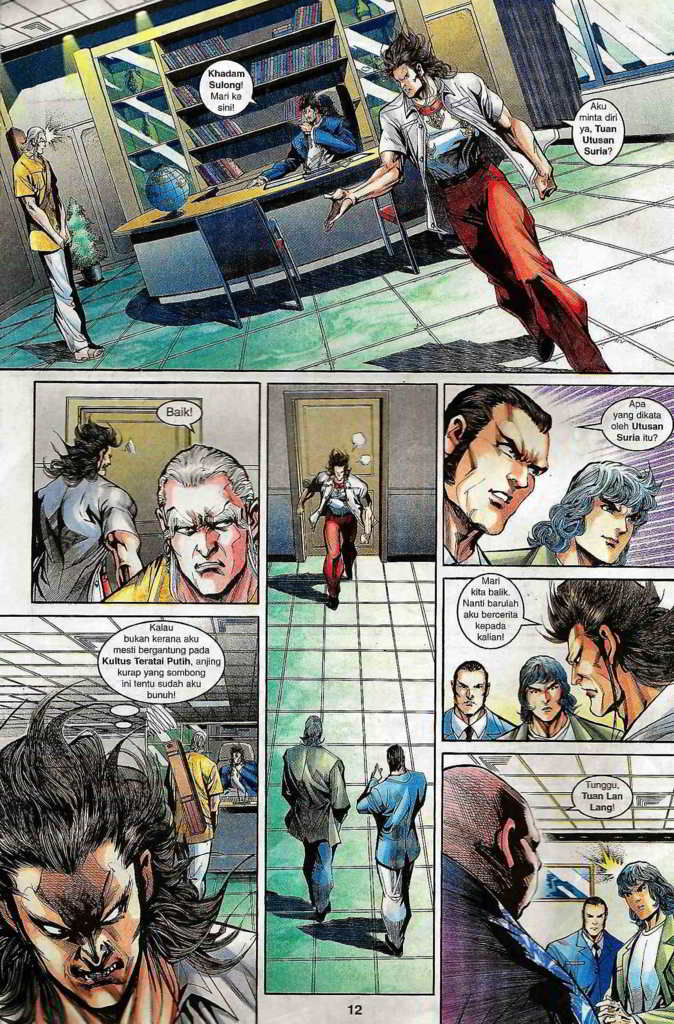 Khadam
Sulong!
Mari ke
sini!
Aku
minta diri
ya, Tuan
Utusan
Suria?
Baik!
Kalau
bukan kerana aku
mesti bergantung pada
Kultus Teratai Putih, anjing
kurap yang sombong
ini tentu sudah aku
bunuh!
Apa
yang dikata
oleh Utusan
Suria itu?
Mari
kita balik.
Nanti barulah
aku bercerita
kepada
kalian!
Tunggu,
Tuan Lan
Lang!
12